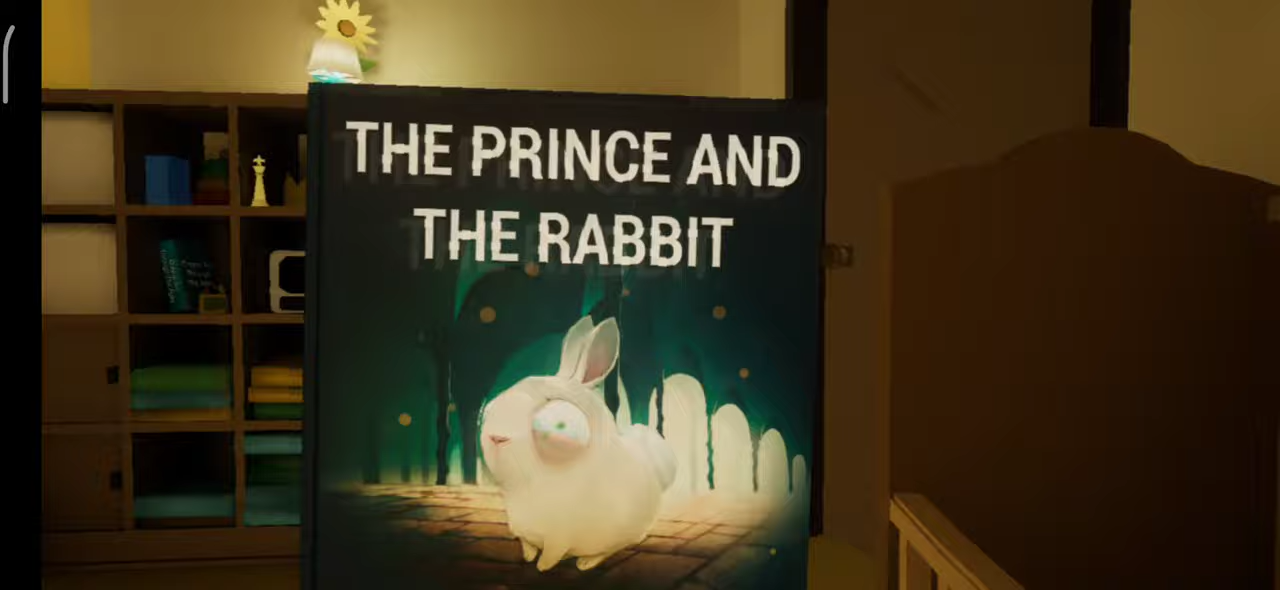 THE PRINCE AND
THE RABBIT